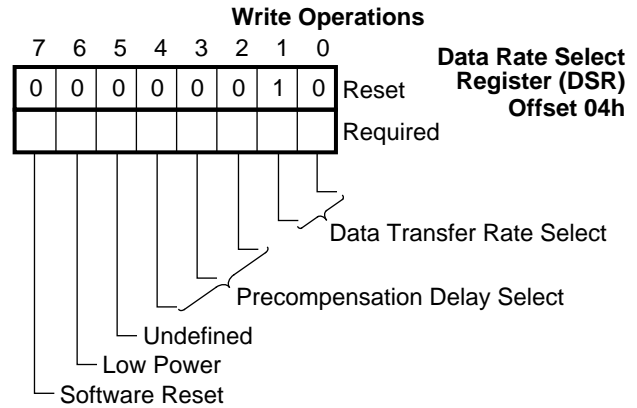 Write Operations
7 6 5 4 3 2 1 0
Data Rate Select
Register (DSR)
Offset 04h
0 0 0 0 0 0 1 0 Reset
Required
Data Transfer Rate Select
Precompensation Delay Select
Undefined
Low Power
Software Reset